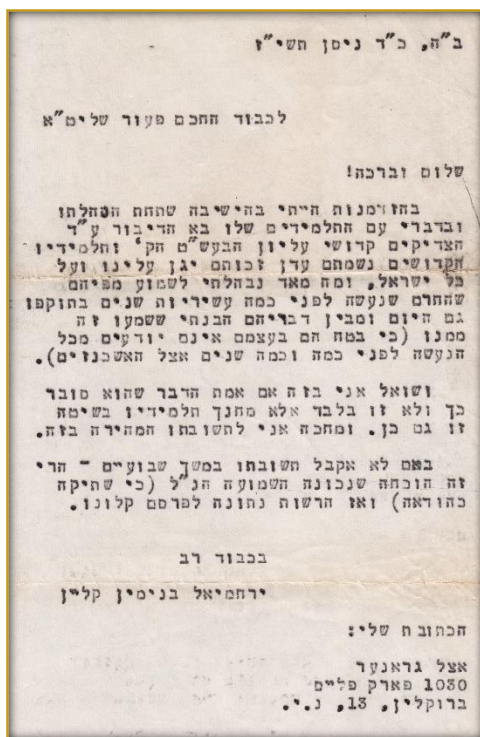 ב"ה, כ"ד ניסן תשי"ז
לכבוד החכם פעור שליט"א
שלום וברכה!
בהזדמנות הייתי בהישיבה שתחת הנהלתו
ובדברי עם התלמידים שלו בא הדיבור ע"ד
הצדיקים קדושי עליון הבעש"ט הק' ותלמידיו
הקדושים נשמתם עדן זכותם יגן עלינו ועל
כל ישראל, ומה מאד נבהלתי לשמוע מפיהם
שהחרם שנעשה לפני כמה עשיריות שנים בתוקפו
גם היום ומבין דבריהם הבנתי ששמעו זה
ממנו (כי בטח הם בעצמם אינם יודעים מכל
הנעשה לפני כמה וכמה שנים אצל האשכנזים).
ושואל אני בזה אם אמת הדבר שהוא סובר
כך ולא זו בלבד אלא מחנך תלמידיו בשיטה
זו גם כן. ומחכה אני לתשובתו המהירה בזה.
באם לא אקבל תשובתו במשך שבועיים - הרי
זה הוכחה שנכונה השמועה הנ"ל (כי שתיקה
כהודאה) ואז הרשות נתונה לפרסם קלונו.
בכבוד רב
ירחמיאל בנימין קליין
הכתובת שלי:
אצל גראנער
1030 פארק פלייס
ברוקלין, 13, נ.י.